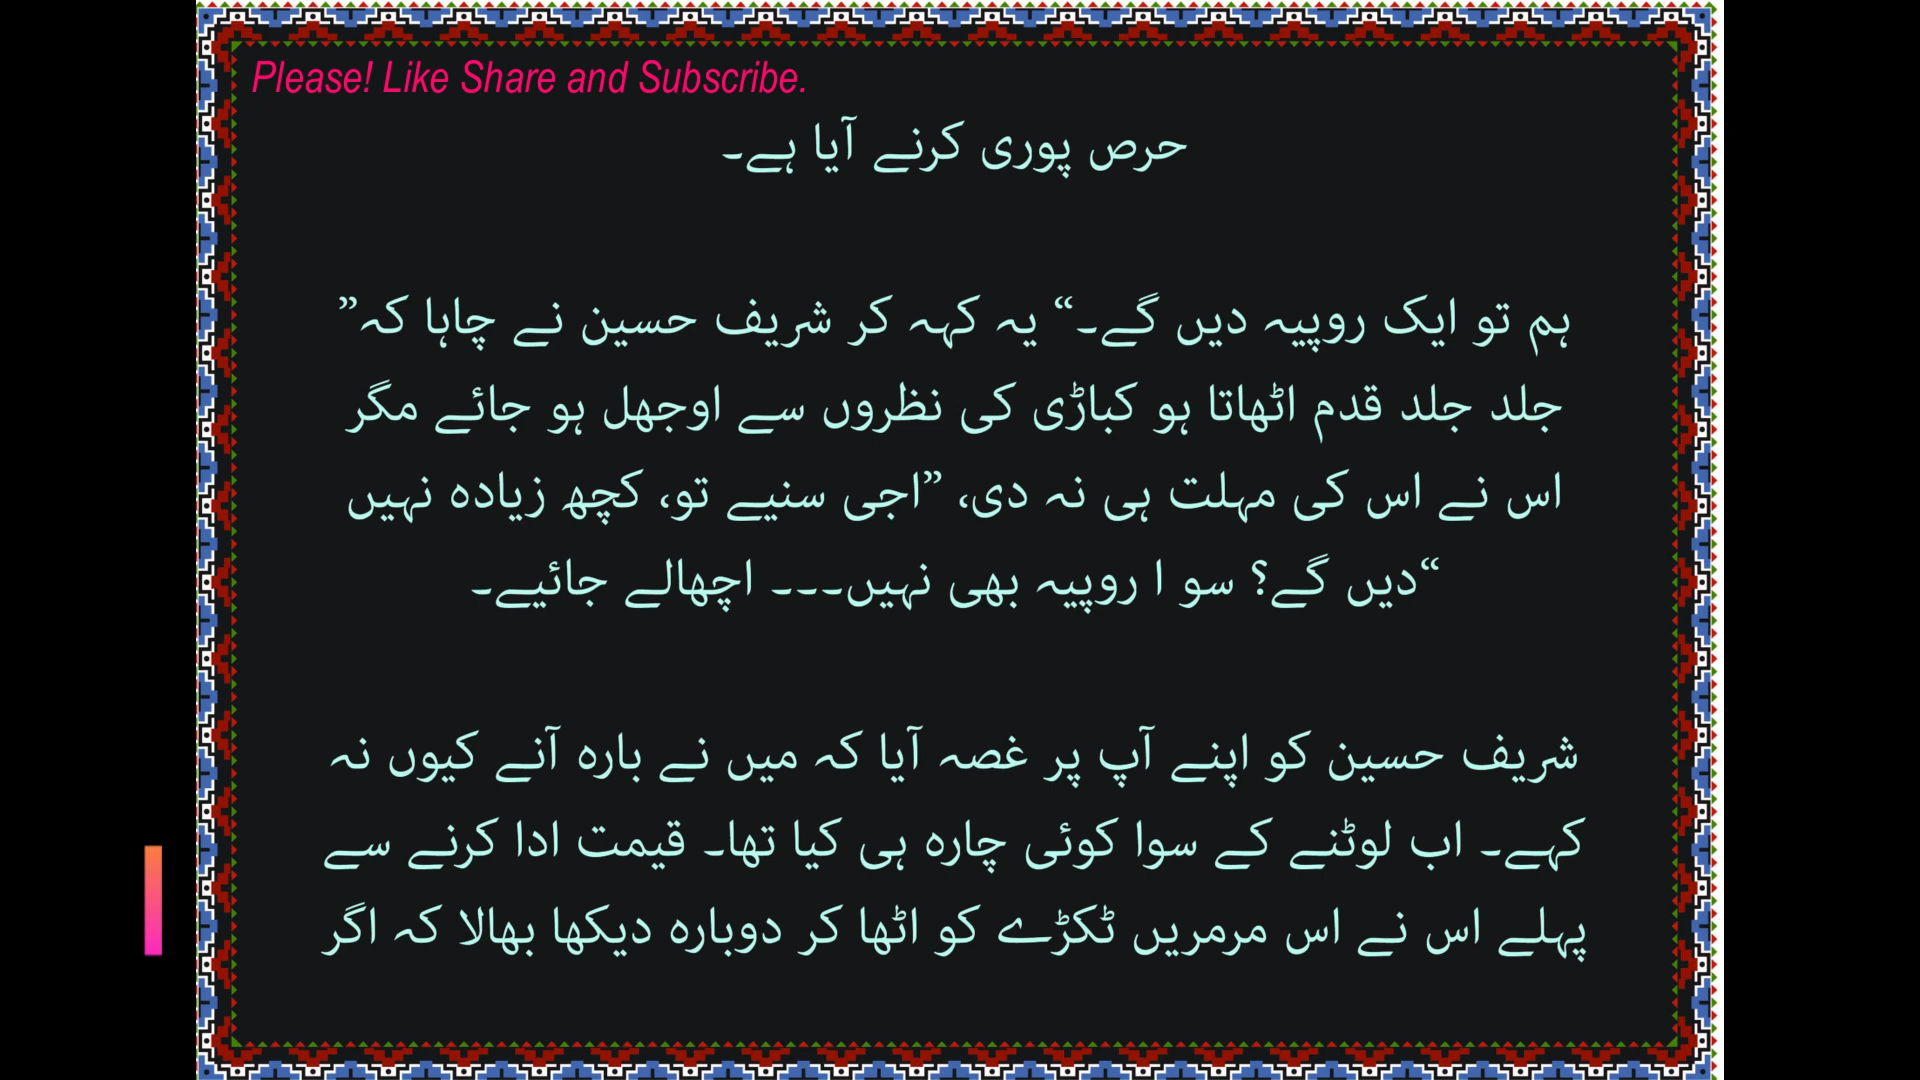 Please! Like Share and Subscribe.
حرص پوری کرنے آیا ہے۔
ہم تو ایک روپیہ دیں گے۔“ یہ کہہ کر شریف حسین نے چاہا کہ”
جلد جلد قدم اٹھاتا ہو کباڑی کی نظروں سے اوجھل ہو جائے مگر
اس نے اس کی مہلت ہی نہ دی، ”اجی سنیے تو، کچھ زیادہ نہیں
“دیں گے؟ سو ا روپیہ بھی نہیں۔۔۔ اچھالے جائیے۔
شریف حسین کو اپنے آپ پر غصہ آیا کہ میں نے بارہ آنے کیوں نہ
کہے۔ اب لوٹنے کے سوا کوئی چارہ ہی کیا تھا۔ قیمت ادا کرنے سے
پہلے اس نے اس مرمریں ٹکڑے کو اٹھا کر دوبارہ دیکھا بھالا کہ اگر